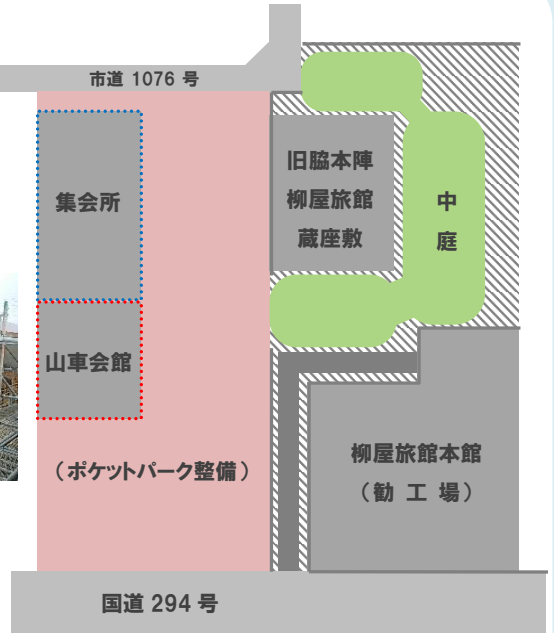 市道 1076 号
集会所
旧脇本陣
柳屋旅館
蔵座敷
中
庭
山車会館
（ポケットパーク整備）
柳屋旅館本館
（勧 工 場）
国道 294 号